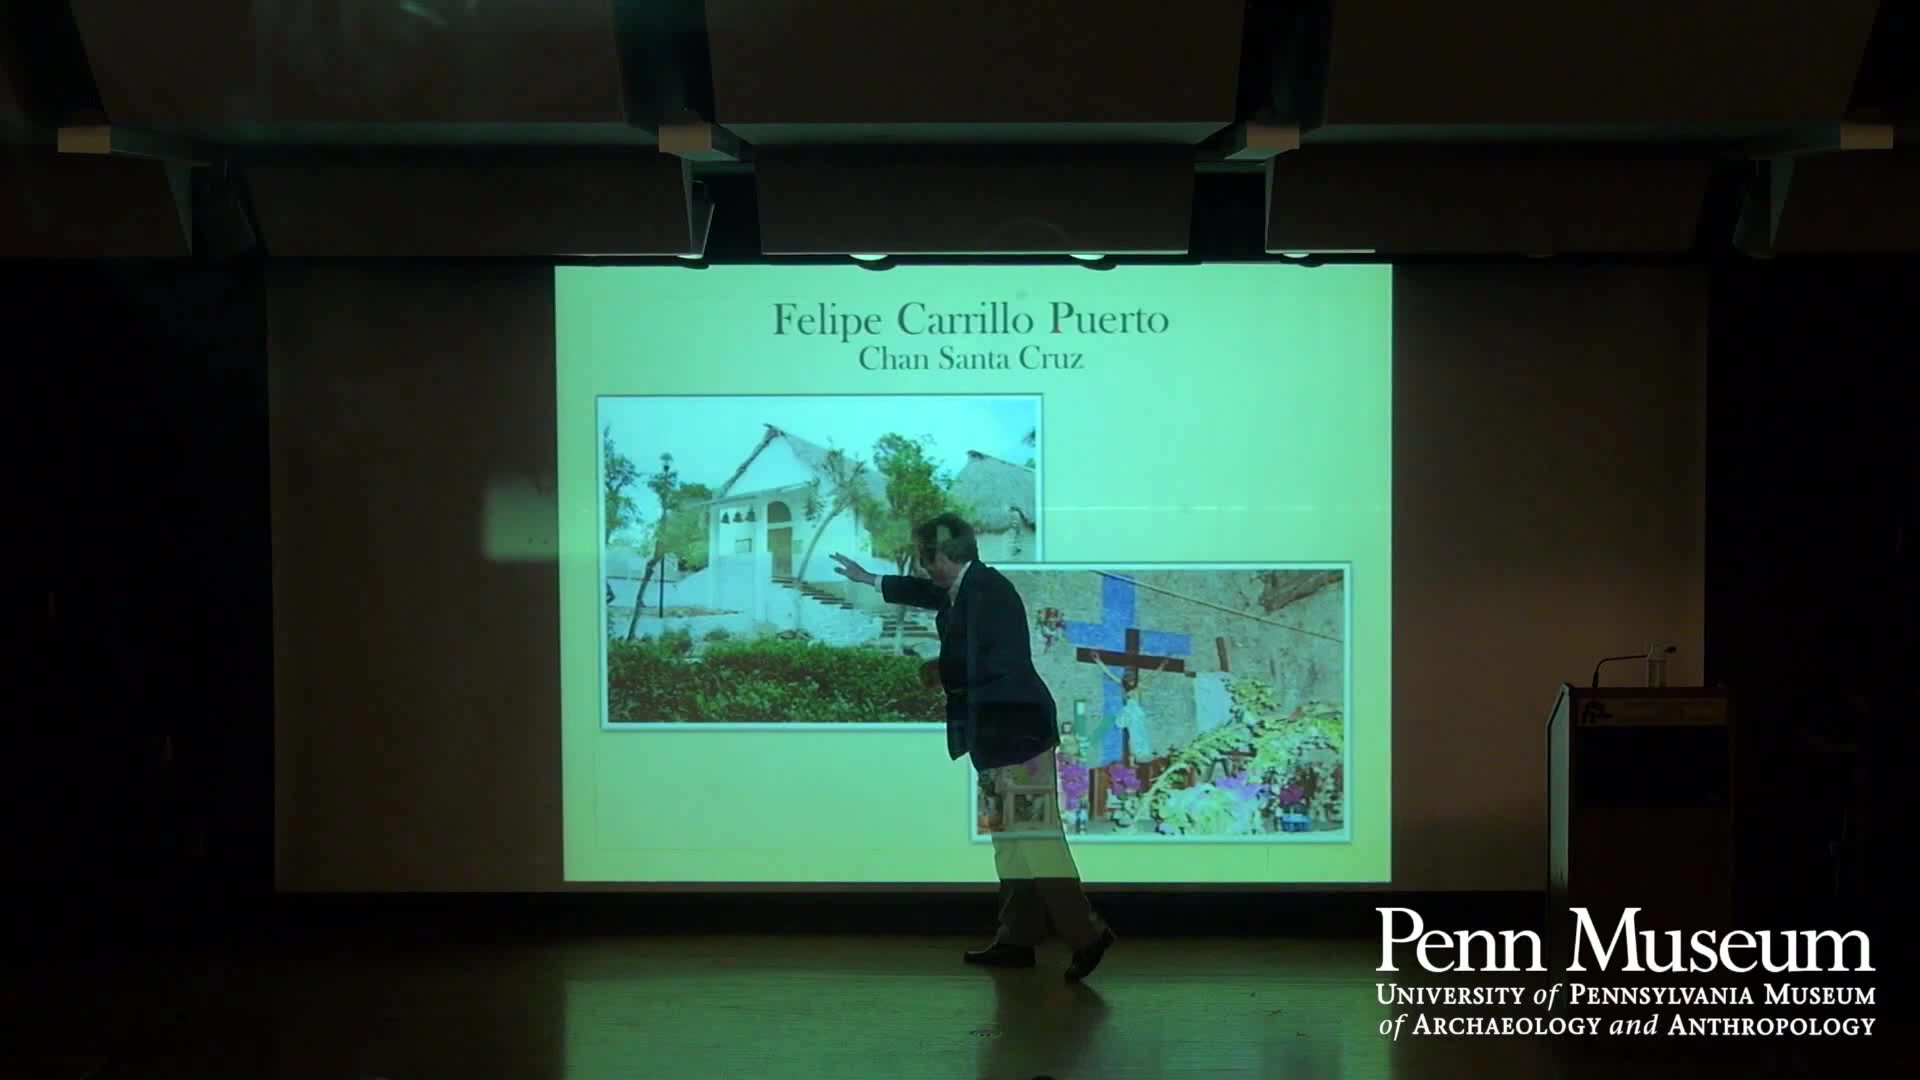 Felipe Carrillo Puerto
Chan Santa Cruz
Penn Museum
UNIVERSITY of PENNSYLVANIA MUSEUM
of ARCHAEOLOGY and ANTHROPOLOGY